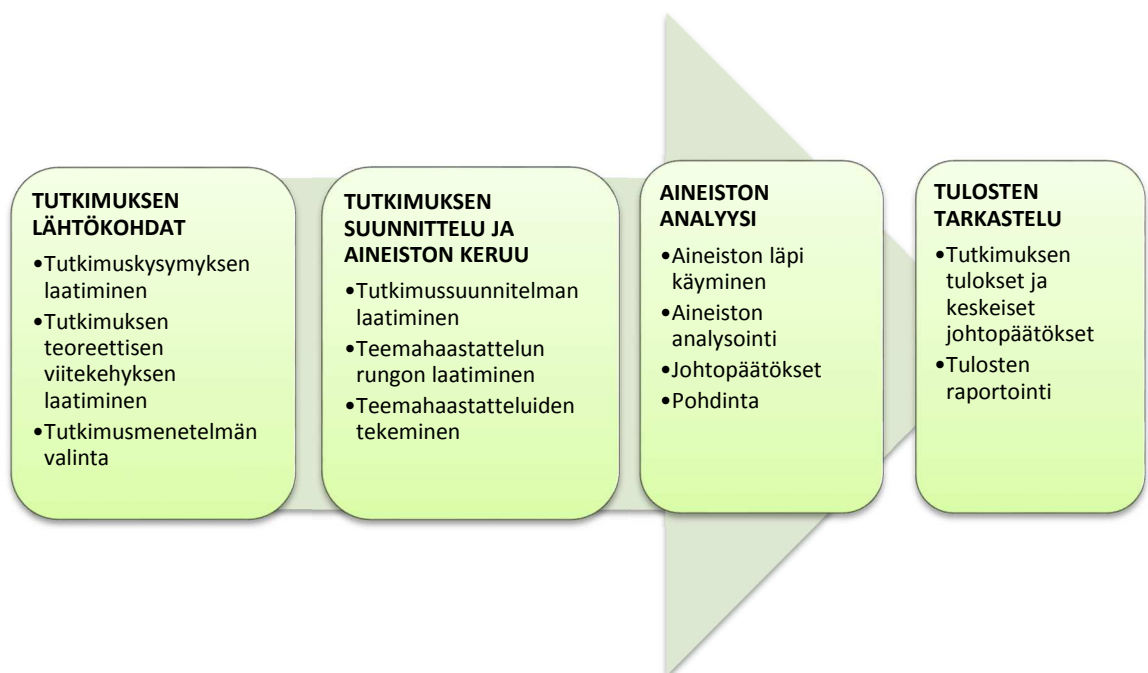 TUTKIMUKSEN
LÄHTÖKOHDAT
•Tutkimuskysymyksen
laatiminen
•Tutkimuksen
teoreettisen
viitekehyksen
laatiminen
•Tutkimusmenetelmän
valinta
TUTKIMUKSEN
SUUNNITTELU JA
AINEISTON KERUU
•Tutkimussuunnitelman
laatiminen
•Teemahaastattelun
rungon laatiminen
•Teemahaastatteluiden
tekeminen
AINEISTON
ANALYYSI
•Aineiston läpi
käyminen
•Aineiston
analysointi
•Johtopäätökset
•Pohdinta
TULOSTEN
TARKASTELU
•Tutkimuksen
tulokset ja
keskeiset
johtopäätökset
•Tulosten
raportointi